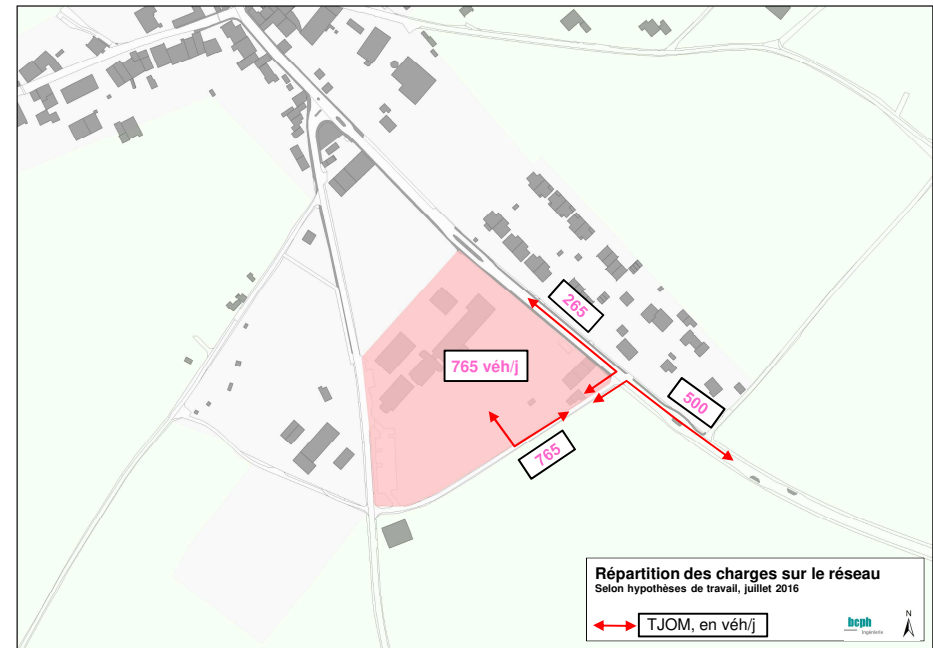 265
765 véh/j
500
765
Répartition des charges sur le réseau
Selon hypothèses de travail, juillet 2016
TJOM, en véh/j
bcph
Ingénierie
N